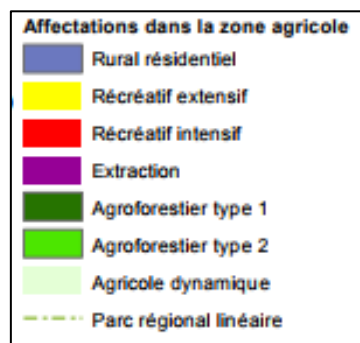 Affectations dans la zone agricole
Rural résidentiel
Récréatif extensif
Récréatif intensif
Extraction
Agroforestier type 1
Agroforestier type 2
Agricole dynamique
Parc régional linéaire